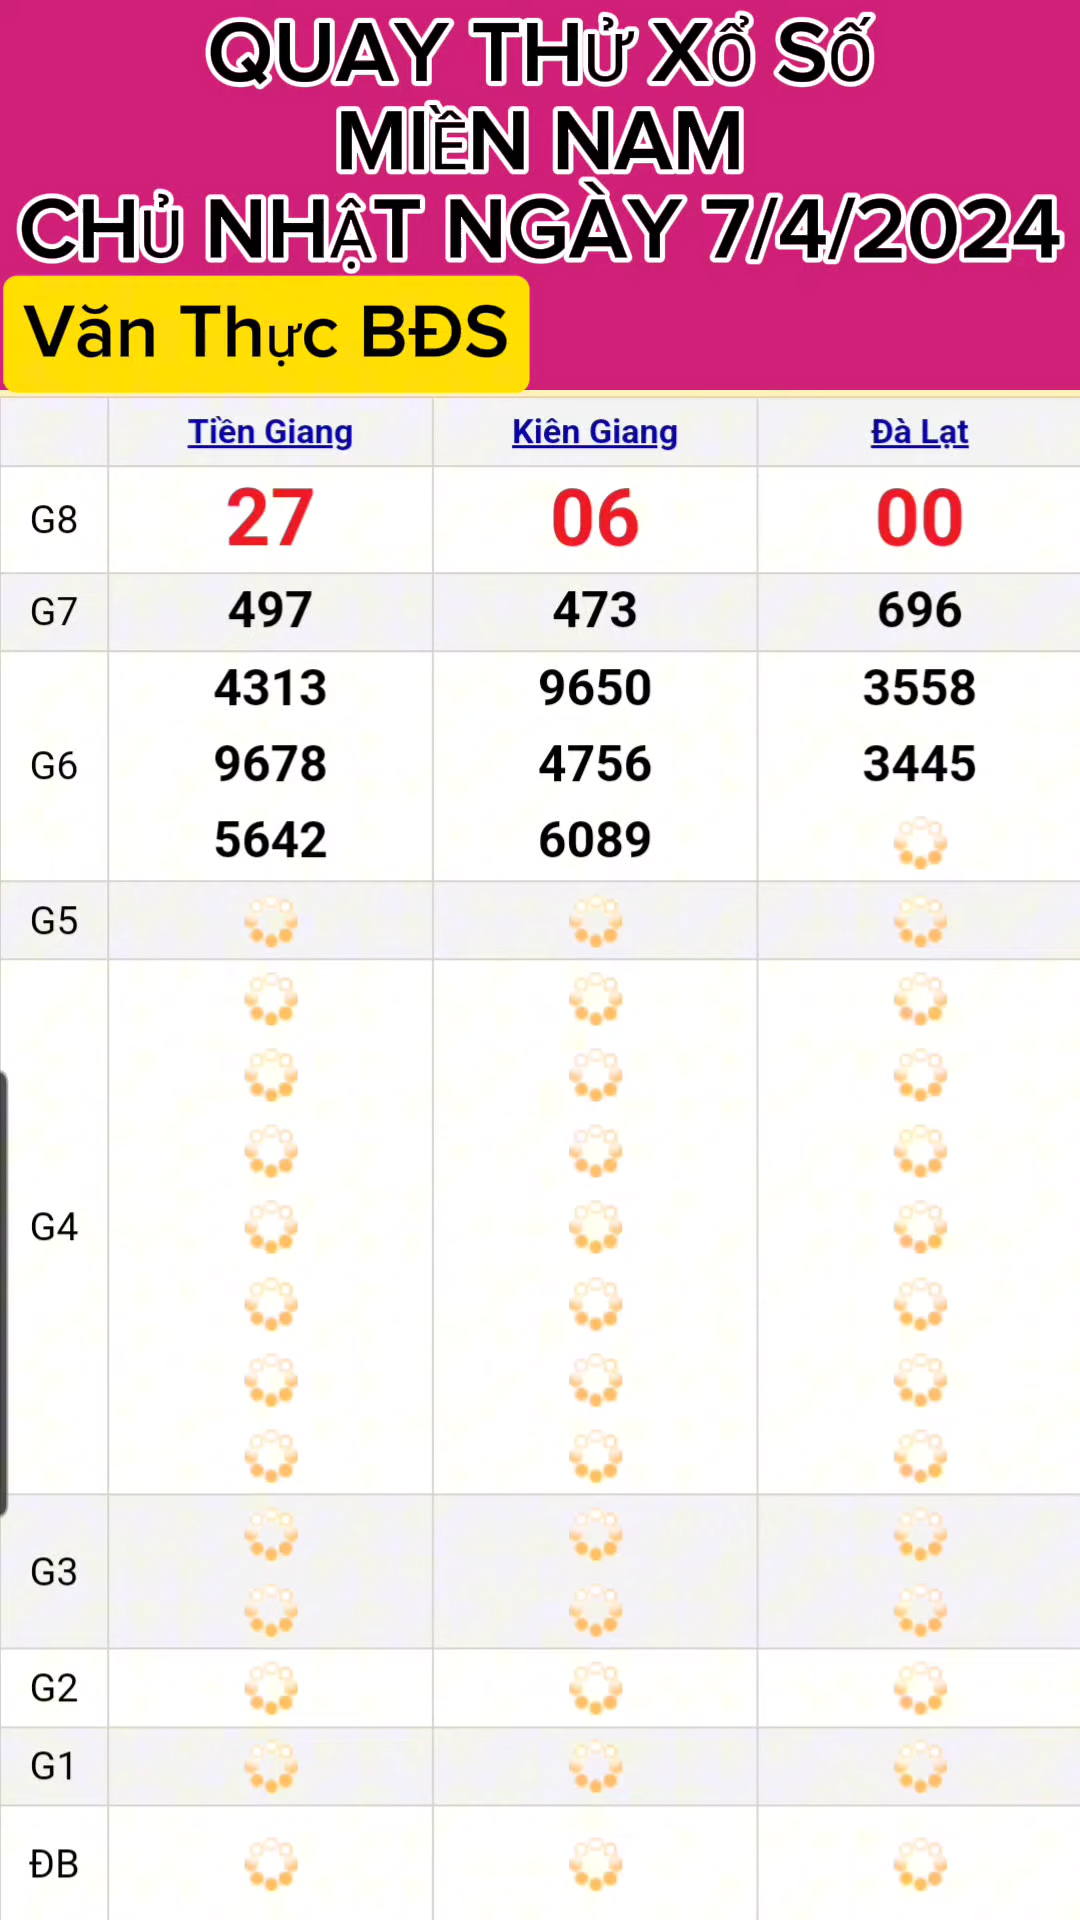 QUAY THỬ XỔ SỐ
MIỀN NAM
CHỦ NHẬT NGÀY 7/4/2024
Văn Thực BĐS
Tiền Giang Kiên Giang Đà Lạt
G8 27 06 00
G7 497 473 696
4313 9650 3558
G6 9678 4756 3445
5642 6089
G5
G4
G3
G2
G1
ĐB